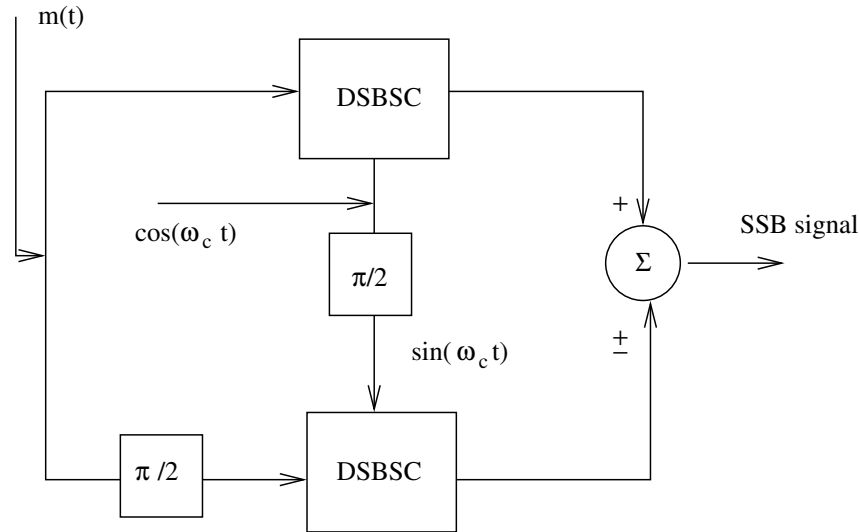 m(t)
DSBSC
+
SSB signal
cos(ω_c t)
Σ
π/2
±
sin(ω_c t)
π /2
DSBSC